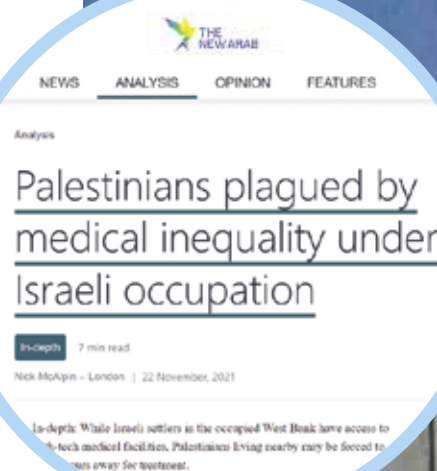 THE
NEW ARAB
NEWS ANALYSIS OPINION FEATURES
Analysis
Palestinians plagued by
medical inequality under
Israeli occupation
In-depth 7 min read
Nick McAlpin – London | 22 November, 2021
In-depth: While Israeli settlers in the occupied West Bank have access to
-tech medical facilities, Palestinians living nearby may be forced to
away for treatment.